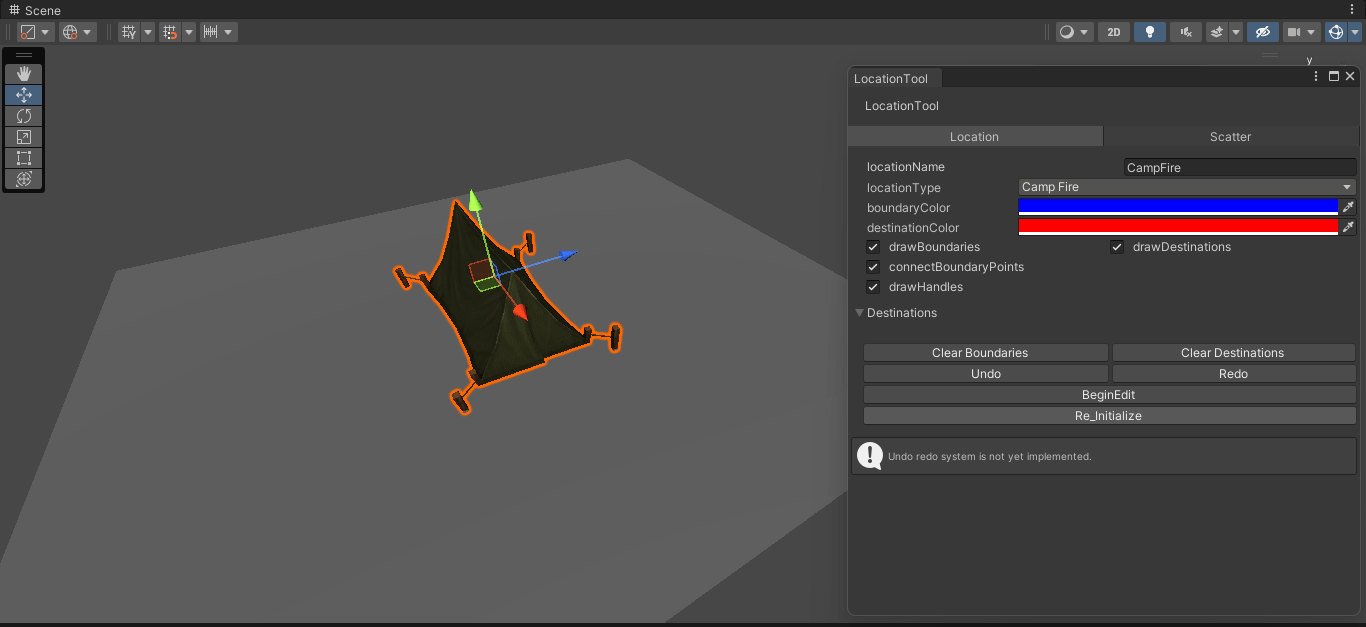 Scene
2D
y
LocationTool
LocationTool
Location Scatter
locationName CampFire
locationType Camp Fire
boundaryColor
destinationColor
drawBoundaries drawDestinations
connectBoundaryPoints
drawHandles
Destinations
Clear Boundaries Clear Destinations
Undo Redo
BeginEdit
Re_Initialize
Undo redo system is not yet implemented.